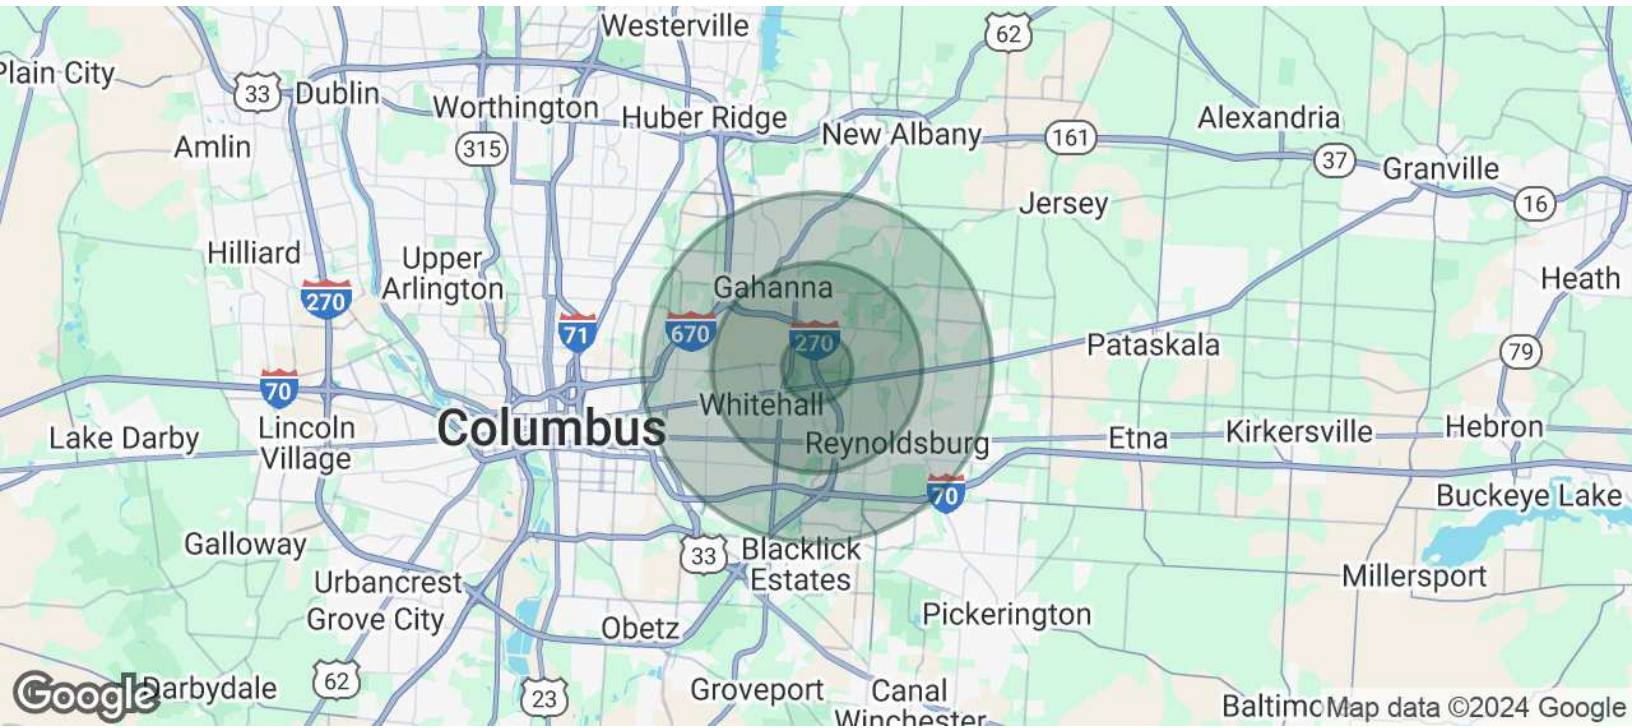 Westerville
62
Plain City
33
Dublin
Worthington
Huber Ridge
Alexandria
New Albany
161
Amlin
315
37
Granville
Jersey
16
Hilliard
Upper
Arlington
Gahanna
Heath
270
71
670
270
Pataskala
79
70
Whitehall
Columbus
Lake Darby
Lincoln
Village
Reynoldsburg
Etna
Kirkersville
Hebron
70
Buckeye Lake
Galloway
33
Blacklick
Estates
Urbancrest
Millersport
Grove City
Obetz
Pickerington
Google
Darbydale
62
23
Groveport
Canal
Winchester
Baltimo
Map data ©2024 Google